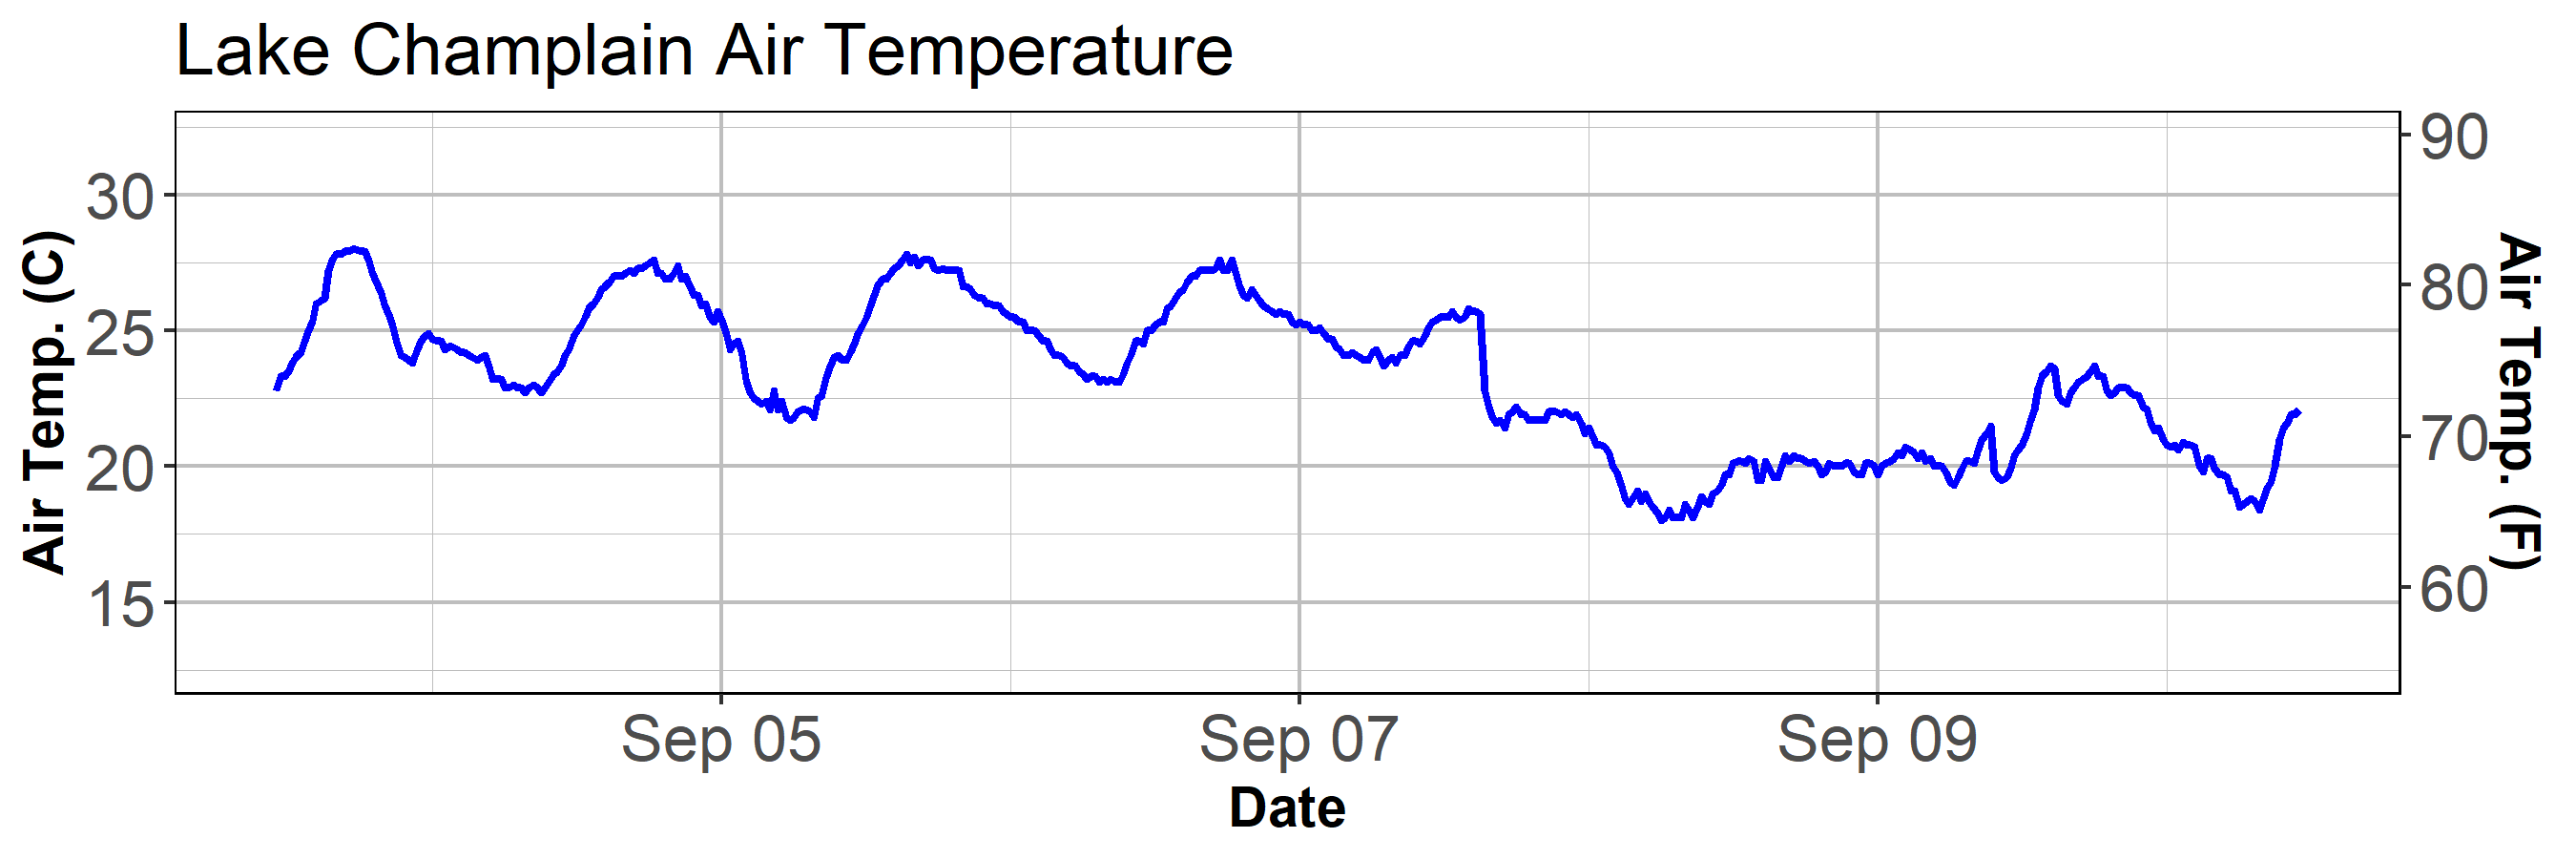 Lake Champlain Air Temperature
Air Temp. (C)
30
25
20
15
90
80
70
60
Air Temp. (F)
Sep 05 Sep 07 Sep 09
Date